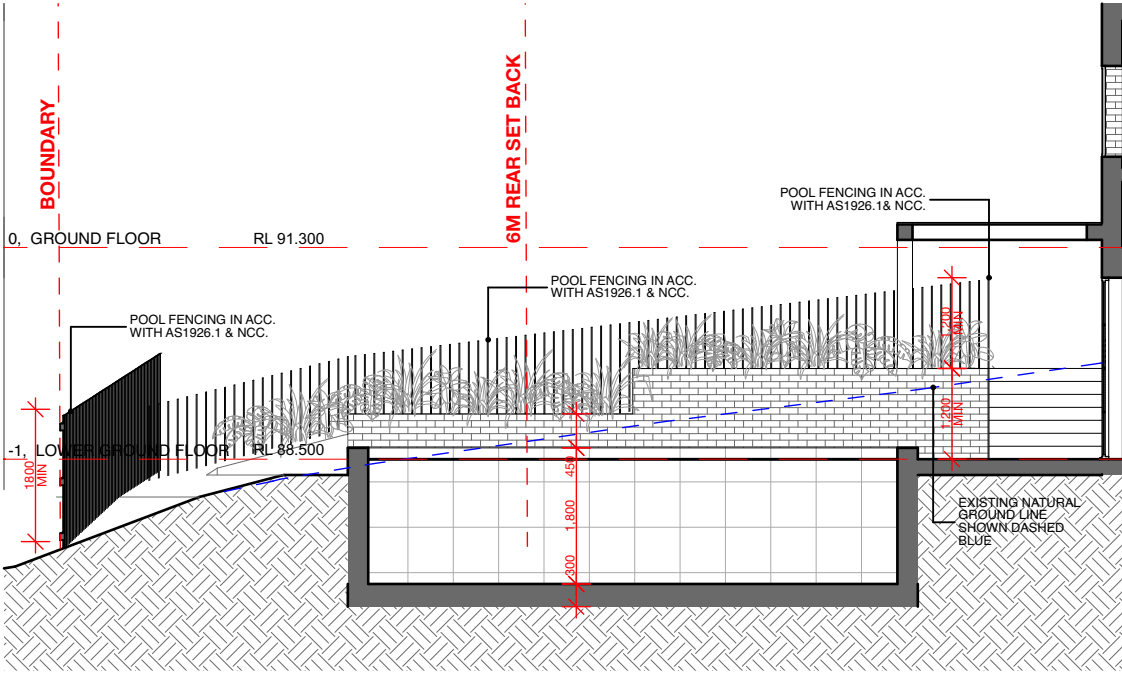 BOUNDARY
6M REAR SET BACK
POOL FENCING IN ACC.
WITH AS1926.1& NCC.
0, GROUND FLOOR RL 91.300
POOL FENCING IN ACC.
WITH AS1926.1 & NCC.
POOL FENCING IN ACC.
WITH AS1926.1 & NCC.
1,200
MIN
1,200
MIN
-1, LOWER GROUND FLOOR RL 88.500
1800
MIN
450
1,800
300
EXISTING NATURAL
GROUND LINE
SHOWN DASHED
BLUE